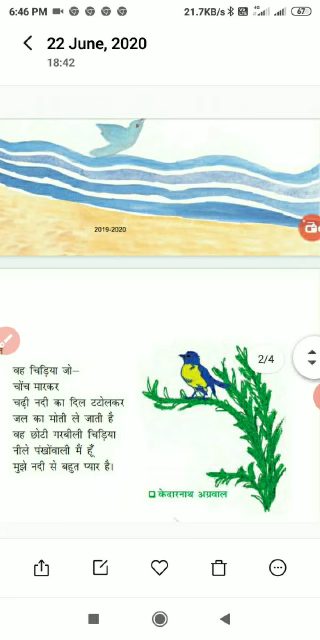 6:46 PM
21.7KB/s
67
22 June, 2020
18:42
2019-2020
2/4
वह चिड़िया जो–
चोंच मारकर
चढ़ी नदी का दिल टटोलकर
जल का मोती ले जाती है
वह छोटी गरबीली चिड़िया
नीले पंखोंवाली मैं हूँ
मुझे नदी से बहुत प्यार है।
केदारनाथ अग्रवाल